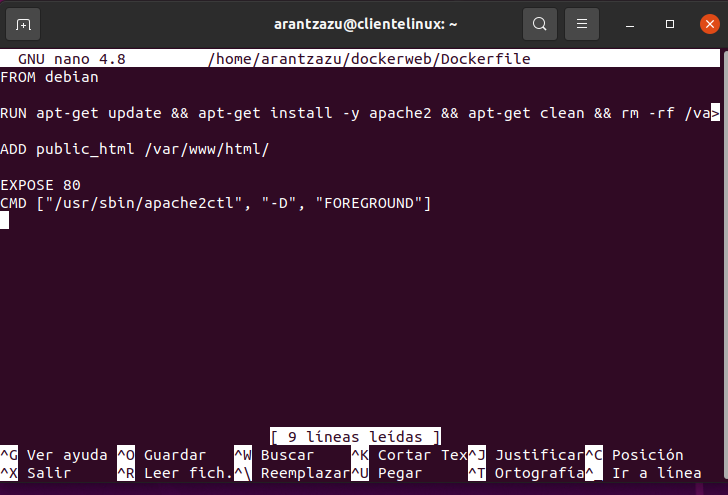 arantzazu@clientelinux: ~
GNU nano 4.8 /home/arantzazu/dockerweb/Dockerfile
FROM debian
RUN apt-get update && apt-get install -y apache2 && apt-get clean && rm -rf /va>
ADD public_html /var/www/html/
EXPOSE 80
CMD ["/usr/sbin/apache2ctl", "-D", "FOREGROUND"]
[ 9 líneas leídas ]
^G Ver ayuda ^O Guardar ^W Buscar ^K Cortar Tex^J Justificar^C Posición
^X Salir ^R Leer fich.^\ Reemplazar^U Pegar ^T Ortografía^_ Ir a línea